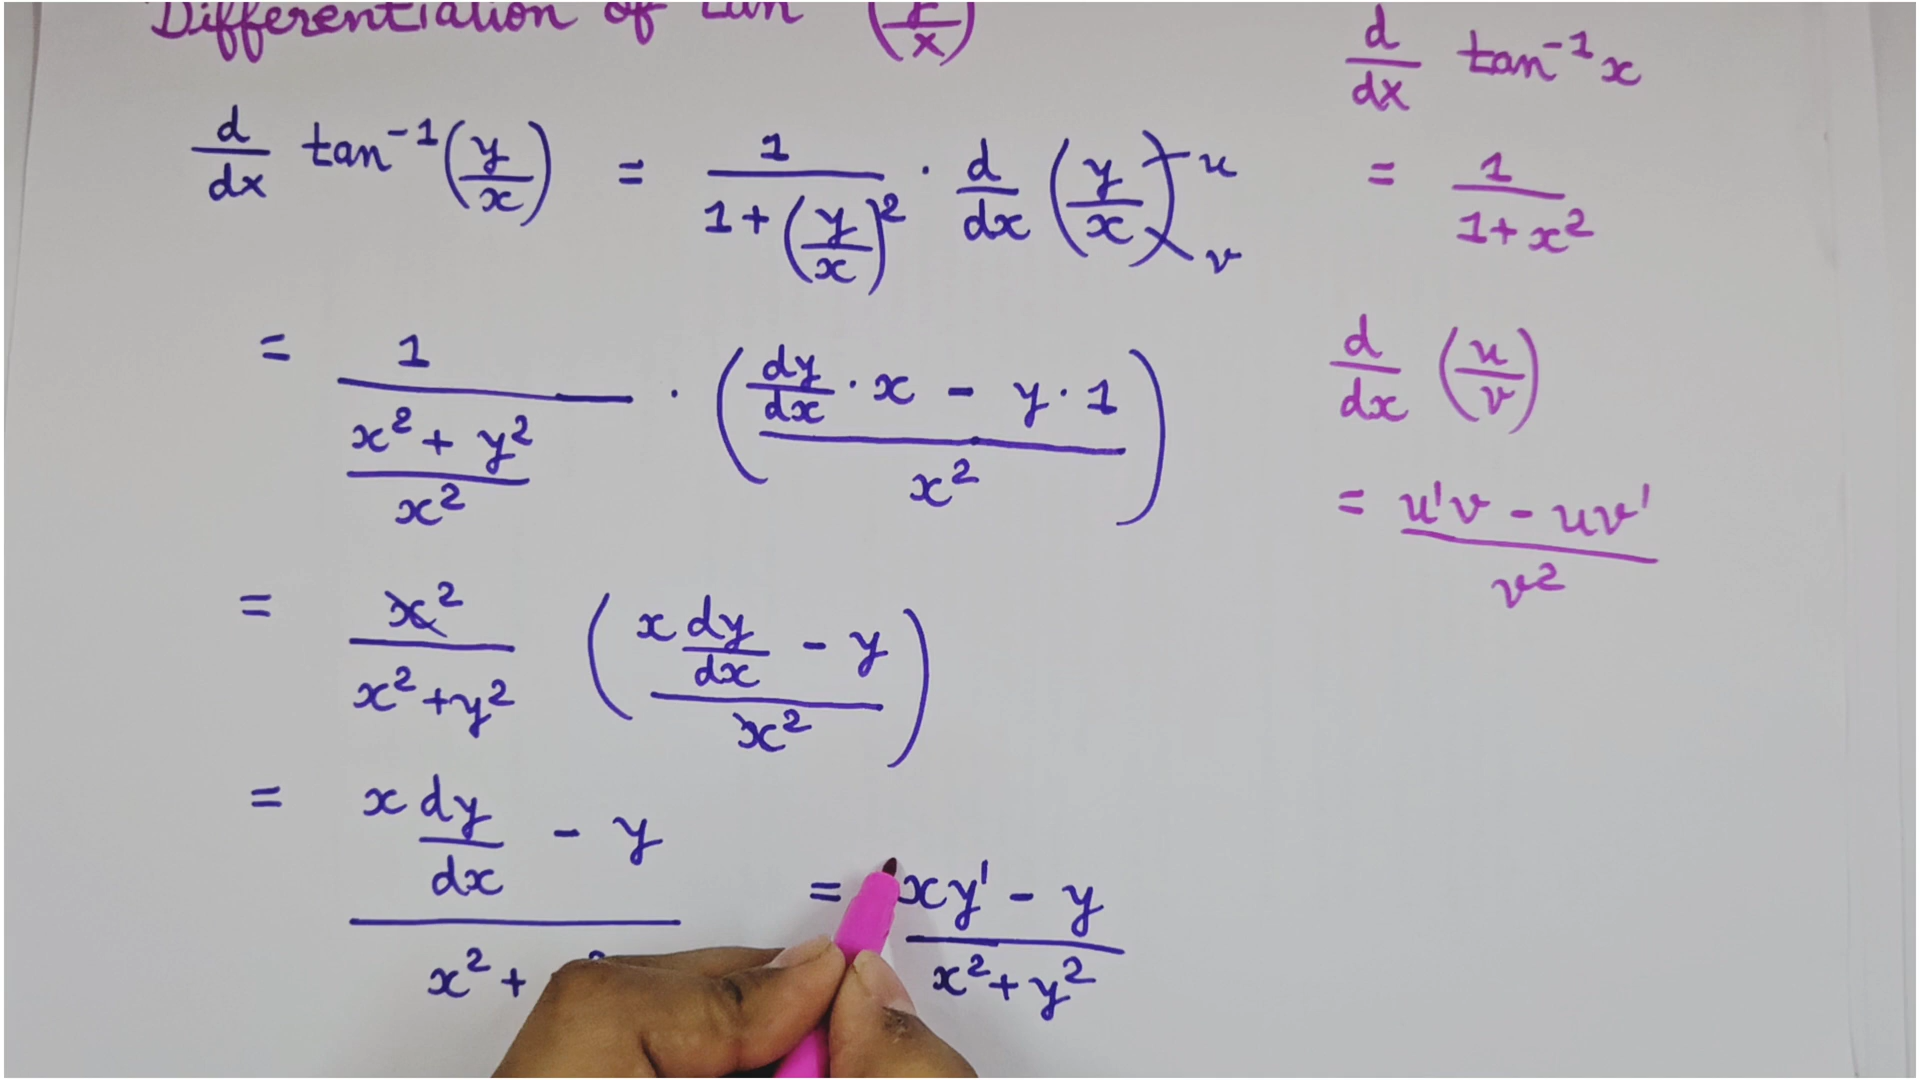 Differentiation of tan (y/x)
d/dx tan⁻¹(y/x) = 1/(1+(y/x)²) · d/dx (y/x) u v
= 1/((x² + y²)/x²) · ((dy/dx · x - y · 1)/x²)
= x²/(x²+y²) ((x dy/dx - y)/x²)
= (x dy/dx - y)/(x² + ²) = (xy' - y)/(x²+y²)
d/dx tan⁻¹x
= 1/(1+x²)
d/dx (u/v)
= (u'v - uv')/v²